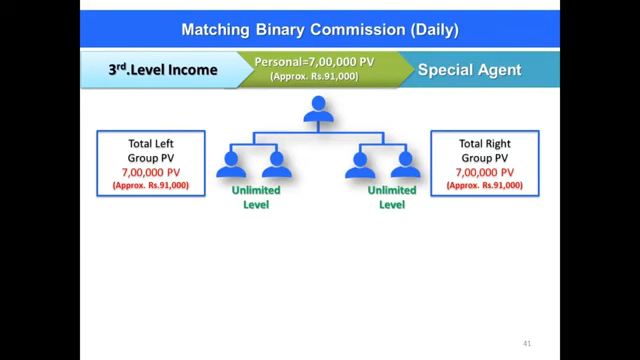 Matching Binary Commission (Daily)
3rd.Level Income
Personal=7,00,000 PV
(Approx. Rs.91,000)
Special Agent
Total Left
Group PV
7,00,000 PV
(Approx. Rs.91,000)
Unlimited
Level
Unlimited
Level
Total Right
Group PV
7,00,000 PV
(Approx. Rs.91,000)
41